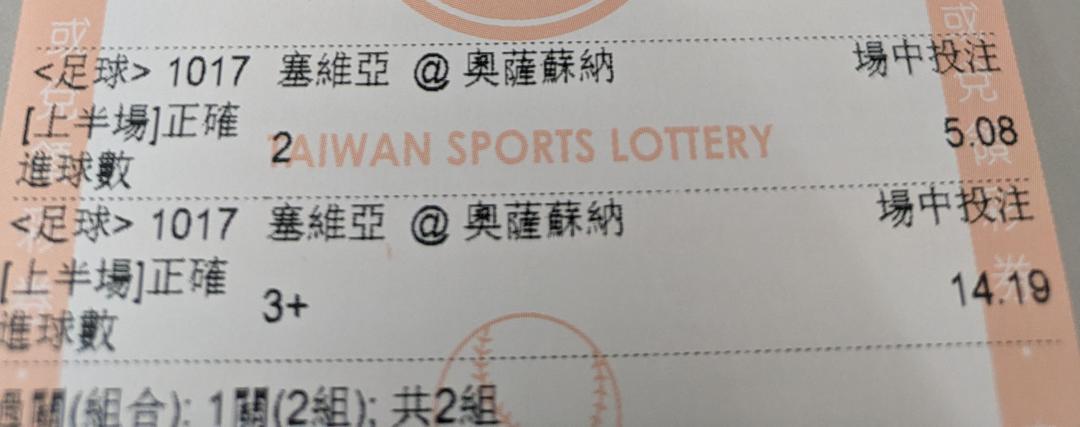 <足球> 1017 塞維亞 @ 奧薩蘇納 場中投注
[上半場]正確
進球數 2 5.08
TAIWAN SPORTS LOTTERY
<足球> 1017 塞維亞 @ 奧薩蘇納 場中投注
[上半場]正確
進球數 3+ 14.19
過關(組合): 1關(2組); 共2組